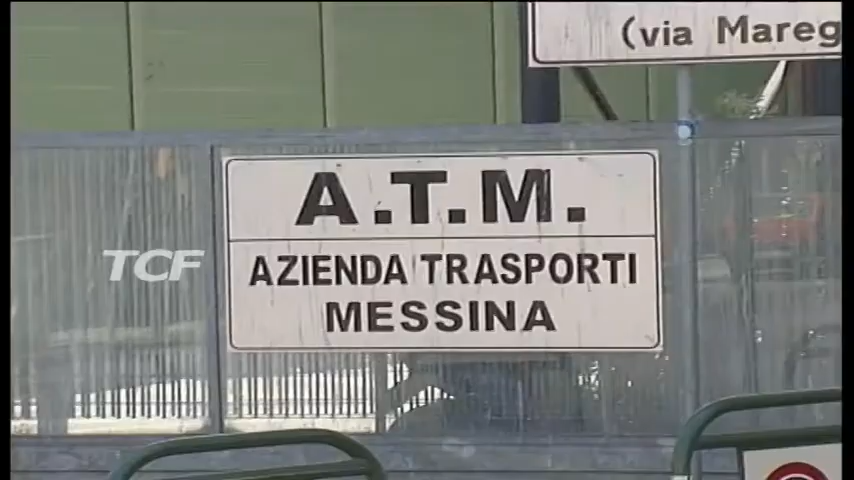 (via Mareg
A.T.M.
AZIENDA TRASPORTI
MESSINA
TCF